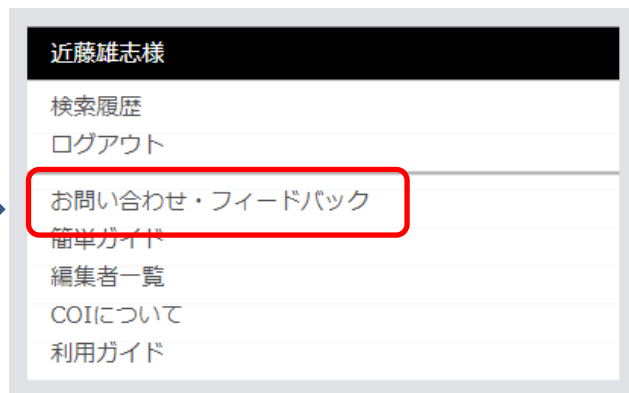 近藤雄志様
検索履歴
ログアウト
お問い合わせ・フィードバック
簡単ガイド
編集者一覧
COIについて
利用ガイド